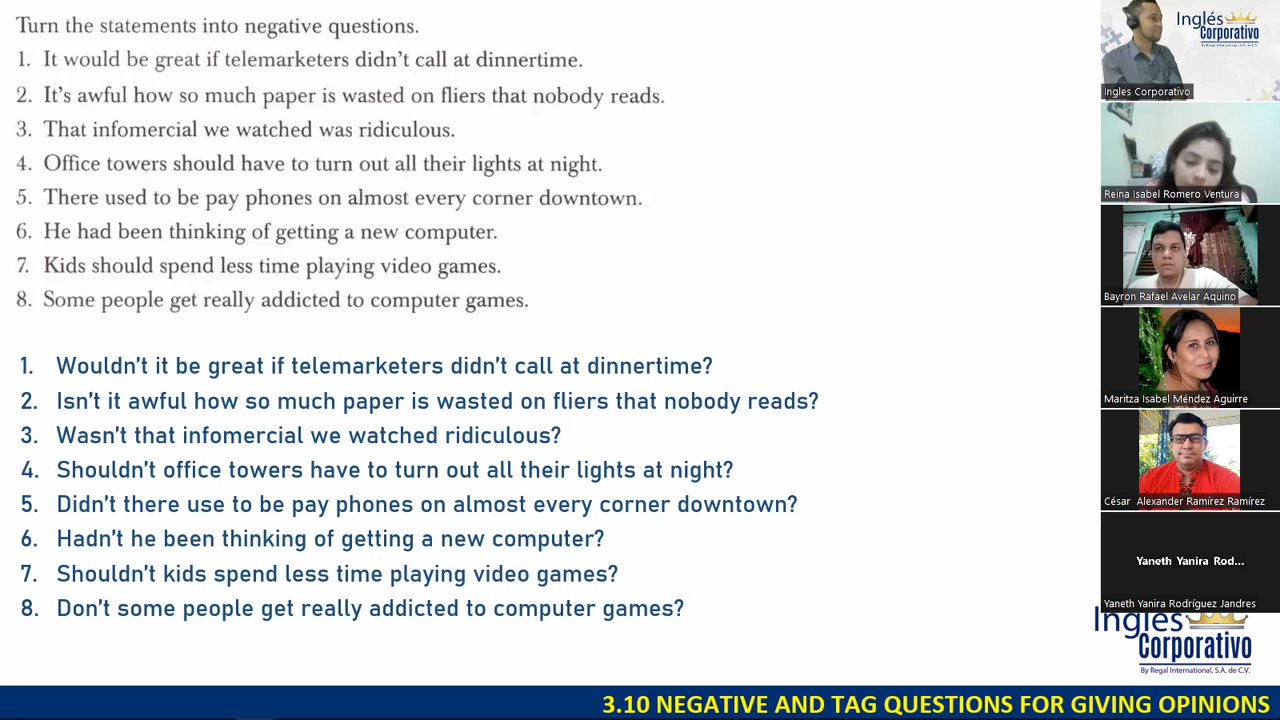 Turn the statements into negative questions.
1. It would be great if telemarketers didn't call at dinnertime.
2. It's awful how so much paper is wasted on fliers that nobody reads.
3. That infomercial we watched was ridiculous.
4. Office towers should have to turn out all their lights at night.
5. There used to be pay phones on almost every corner downtown.
6. He had been thinking of getting a new computer.
7. Kids should spend less time playing video games.
8. Some people get really addicted to computer games.
1. Wouldn't it be great if telemarketers didn't call at dinnertime?
2. Isn't it awful how so much paper is wasted on fliers that nobody reads?
3. Wasn't that infomercial we watched ridiculous?
4. Shouldn't office towers have to turn out all their lights at night?
5. Didn't there use to be pay phones on almost every corner downtown?
6. Hadn't he been thinking of getting a new computer?
7. Shouldn't kids spend less time playing video games?
8. Don't some people get really addicted to computer games?
Inglés
Corporativo
By Regal International, S.A. de C.V.
Ingles Corporativo
Reina Isabel Romero Ventura
Bayron Rafael Avelar Aquino
Maritza Isabel Méndez Aguirre
César Alexander Ramírez Ramírez
Yaneth Yanira Rod...
Yaneth Yanira Rodríguez Jandres
Inglés
Corporativo
By Regal International, S.A. de C.V.
3.10 NEGATIVE AND TAG QUESTIONS FOR GIVING OPINIONS